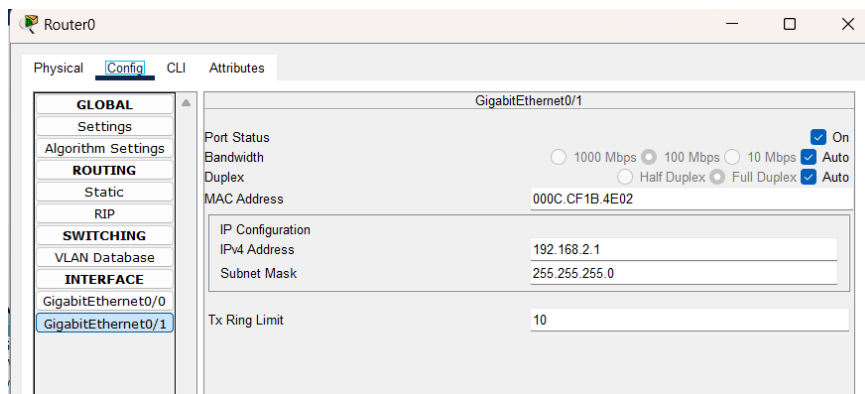 Router0
Physical Config CLI Attributes
GLOBAL
Settings
Algorithm Settings
ROUTING
Static
RIP
SWITCHING
VLAN Database
INTERFACE
GigabitEthernet0/0
GigabitEthernet0/1
GigabitEthernet0/1
Port Status On
Bandwidth 1000 Mbps 100 Mbps 10 Mbps Auto
Duplex Half Duplex Full Duplex Auto
MAC Address 000C.CF1B.4E02
IP Configuration
IPv4 Address 192.168.2.1
Subnet Mask 255.255.255.0
Tx Ring Limit 10